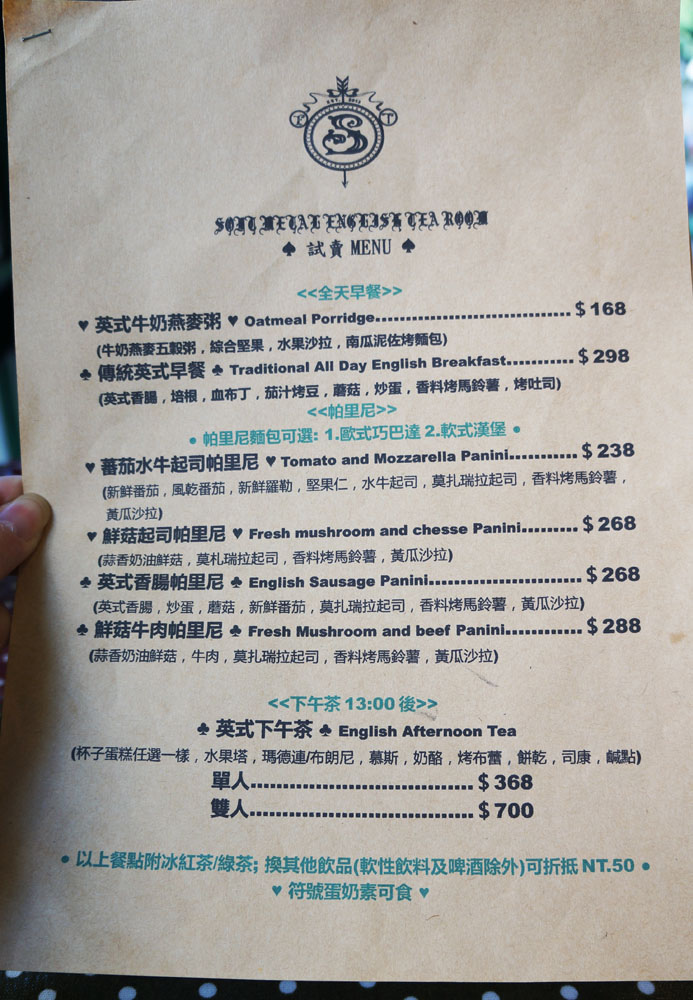 S
SOUL METAL ENGLISH TEA ROOM
♠ 試賣 MENU ♠
<<全天早餐>>
♥ 英式牛奶燕麥粥 ♥ Oatmeal Porridge.................................$168
(牛奶燕麥五穀粥，綜合堅果，水果沙拉，南瓜泥佐烤麵包)
♣ 傳統英式早餐 ♣ Traditional All Day English Breakfast...........$298
(英式香腸，培根，血布丁，茄汁烤豆，蘑菇，炒蛋，香料烤馬鈴薯，烤吐司)
<<帕里尼>>
• 帕里尼麵包可選: 1.歐式巧巴達 2.軟式漢堡 •
♥ 蕃茄水牛起司帕里尼 ♥ Tomato and Mozzarella Panini...........$238
(新鮮番茄，風乾番茄，新鮮羅勒，堅果仁，水牛起司，莫扎瑞拉起司，香料烤馬鈴薯，
黃瓜沙拉)
♥ 鮮菇起司帕里尼 ♥ Fresh mushroom and chesse Panini.........$268
(蒜香奶油鮮菇，莫札瑞拉起司，香料烤馬鈴薯，黃瓜沙拉)
♣ 英式香腸帕里尼 ♣ English Sausage Panini.........................$268
(英式香腸，炒蛋，蘑菇，新鮮番茄，莫扎瑞拉起司，香料烤馬鈴薯，黃瓜沙拉)
♣ 鮮菇牛肉帕里尼 ♣ Fresh Mushroom and beef Panini............$288
(蒜香奶油鮮菇，牛肉，莫扎瑞拉起司，香料烤馬鈴薯，黃瓜沙拉)
<<下午茶 13:00 後>>
♣ 英式下午茶 ♣ English Afternoon Tea
(杯子蛋糕任選一樣，水果塔，瑪德連/布朗尼，慕斯，奶酪，烤布蕾，餅乾，司康，鹹點)
單人..................................$368
雙人..................................$700
• 以上餐點附冰紅茶/綠茶; 換其他飲品(軟性飲料及啤酒除外)可折抵 NT.50 •
♥ 符號蛋奶素可食 ♥